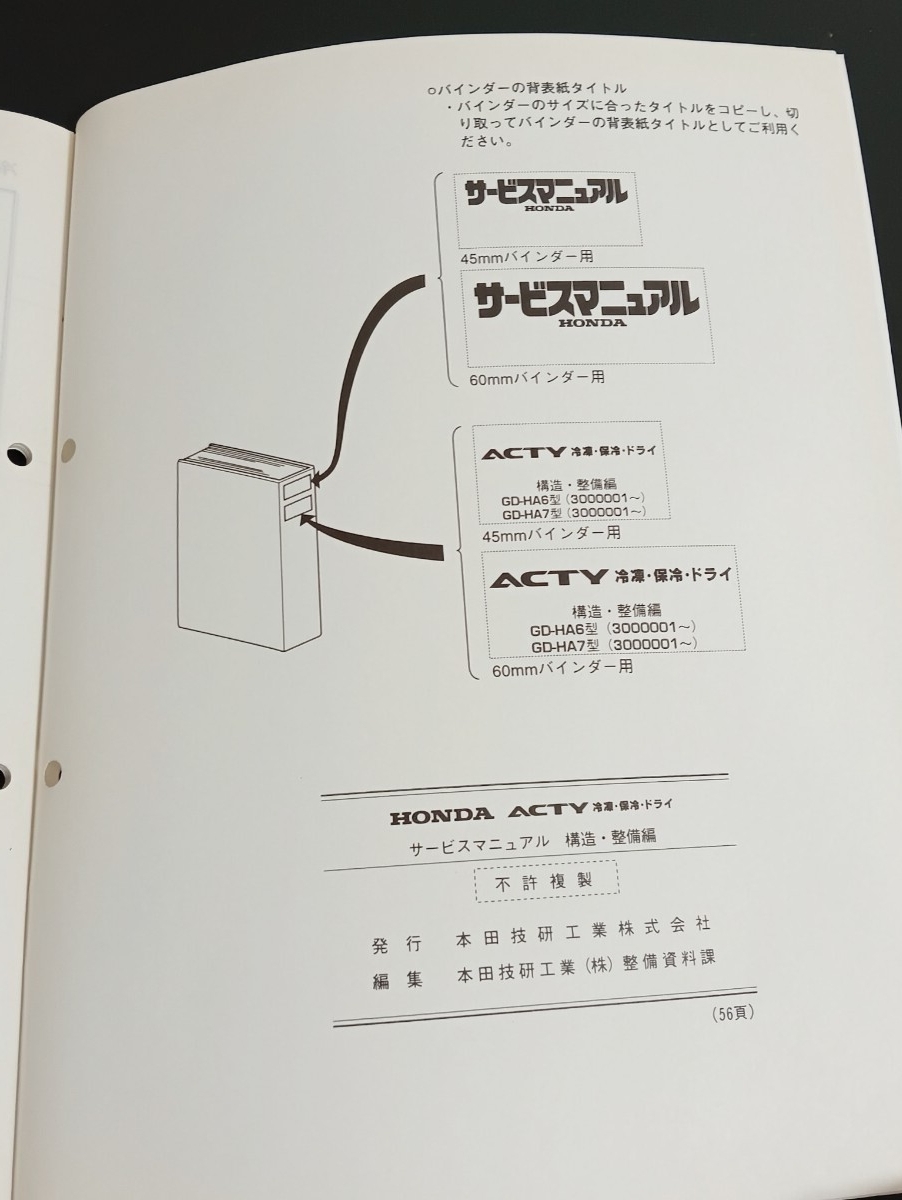 ○バインダーの背表紙タイトル
・バインダーのサイズに合ったタイトルをコピーし、切
り取ってバインダーの背表紙タイトルとしてご利用く
ださい。
サービスマニュアル
HONDA
45mmバインダー用
サービスマニュアル
HONDA
60mmバインダー用
ACTY 冷凍・保冷・ドライ
構造・整備編
GD-HA6型(3000001〜)
GD-HA7型(3000001〜)
45mmバインダー用
ACTY 冷凍・保冷・ドライ
構造・整備編
GD-HA6型(3000001〜)
GD-HA7型(3000001〜)
60mmバインダー用
HONDA ACTY 冷凍・保冷・ドライ
サービスマニュアル 構造・整備編
不許複製
発行 本田技研工業株式会社
編集 本田技研工業(株)整備資料課
(56頁)